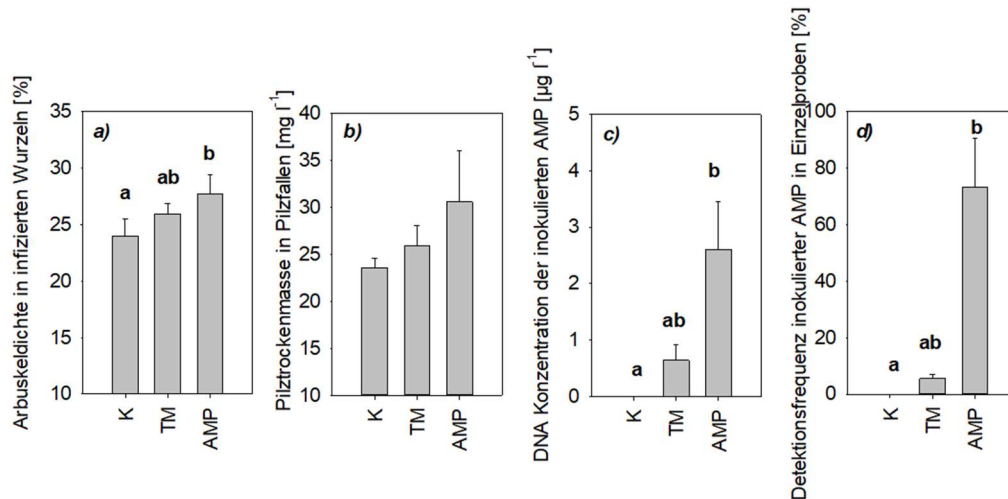 Arbuskeldichte in infizierten Wurzeln [%]
35
30
25
20
15
10
a)
a
ab
b
K
TM
AMP
Pilztrockenmasse in Pilzfallen [mg l⁻¹]
40
35
30
25
20
15
10
b)
K
TM
AMP
DNA Konzentration der inokulierten AMP [µg l⁻¹]
5
4
3
2
1
0
c)
a
ab
b
K
TM
AMP
Detektionsfrequenz inokulierter AMP in Einzelproben [%]
100
80
60
40
20
0
d)
a
ab
b
K
TM
AMP